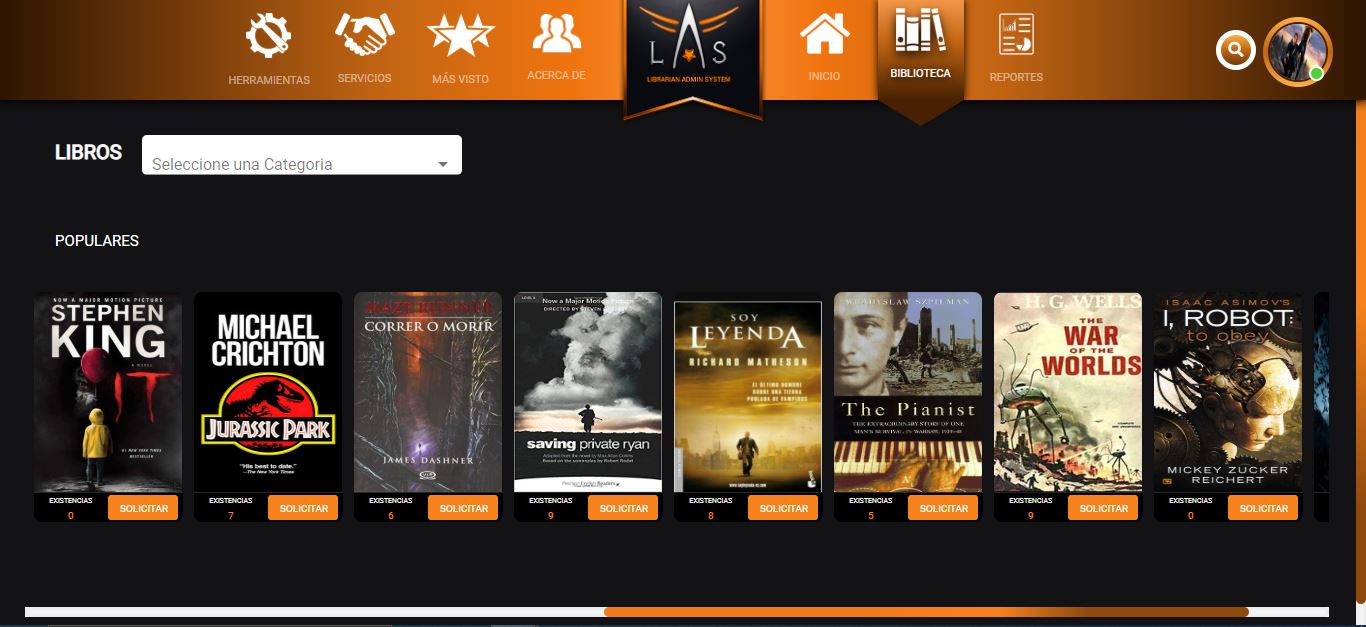 HERRAMIENTAS
SERVICIOS
MÁS VISTO
ACERCA DE
LAS
LIBRARIAN ADMIN SYSTEM
INICIO
BIBLIOTECA
REPORTES
LIBROS
Seleccione una Categoria
POPULARES
NOW A MAJOR MOTION PICTURE
STEPHEN
KING
A NOVEL
IT
#1 NEW YORK TIMES
BESTSELLER
EXISTENCIAS
0
SOLICITAR
MICHAEL
CRICHTON
JURASSIC PARK
"His best to date."
—The New York Times
EXISTENCIAS
7
SOLICITAR
MAZE RUNNER
CORRER O MORIR
JAMES DASHNER
EXISTENCIAS
6
SOLICITAR
LEVEL 6
Now a Major Motion Picture
DIRECTED BY STEVEN
saving private ryan
Adapted from the novel by Max Allan Collins
Based on the screenplay by Robert Rodat
Pearson English Readers
EXISTENCIAS
9
SOLICITAR
SOY
LEYENDA
RICHARD MATHESON
EL ÚLTIMO HOMBRE
SOBRE UNA TIERRA
POBLADA DE VAMPIROS
EXISTENCIAS
8
SOLICITAR
WLADYSLAW SZPILMAN
The Pianist
THE EXTRAORDINARY STORY OF ONE
MAN'S SURVIVAL IN WARSAW, 1939–45
EXISTENCIAS
5
SOLICITAR
H. G. WELLS
THE
WAR
OF THE
WORLDS
COMPLETE
AND UNABRIDGED
EXISTENCIAS
9
SOLICITAR
ISAAC ASIMOV'S
I, ROBOT:
to obey
MICKEY ZUCKER
REICHERT
EXISTENCIAS
0
SOLICITAR